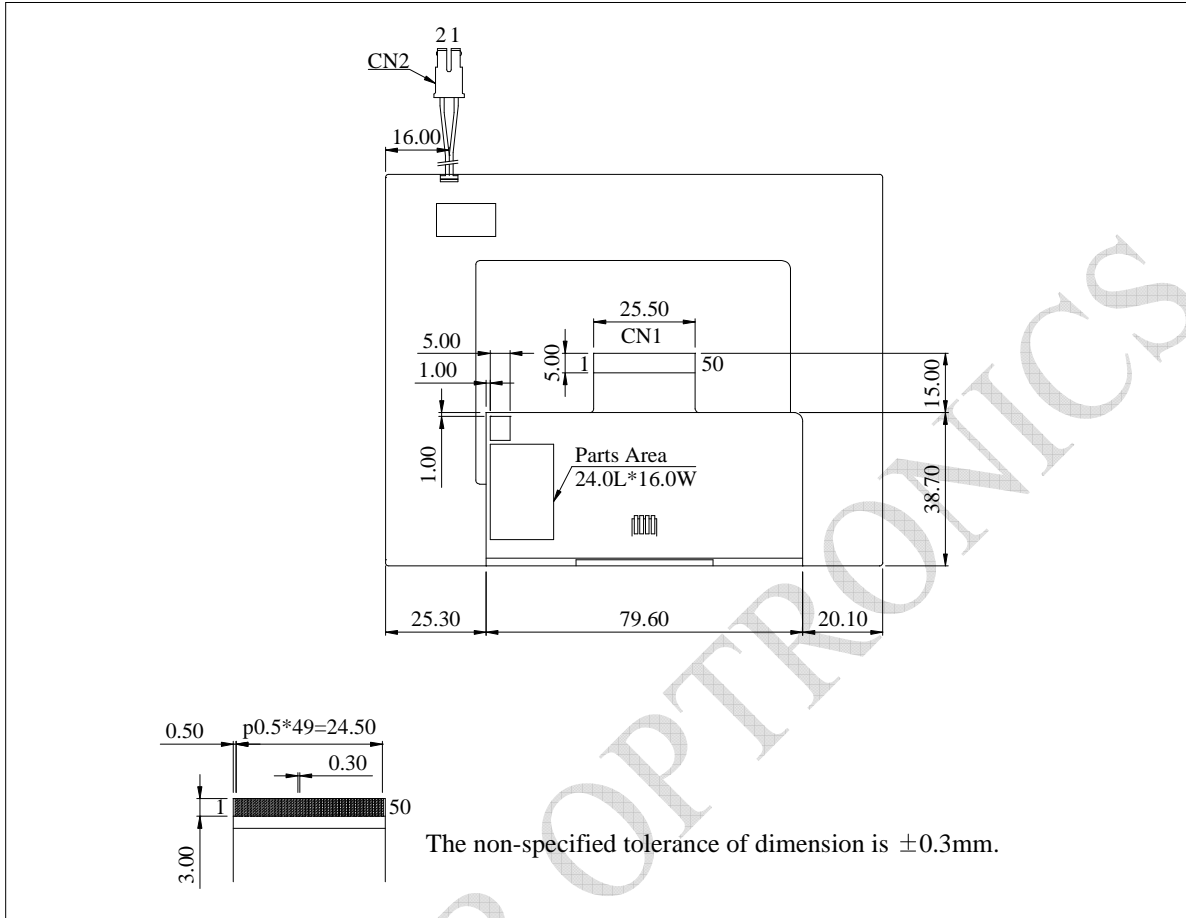 21
CN2
16.00
25.50
CN1
5.00
5.00
1
50
15.00
1.00
1.00
Parts Area
24.0L*16.0W
38.70
25.30
79.60
20.10
0.50
p0.5*49=24.50
0.30
1
50
3.00
The non-specified tolerance of dimension is ±0.3mm.
OPTRONICS